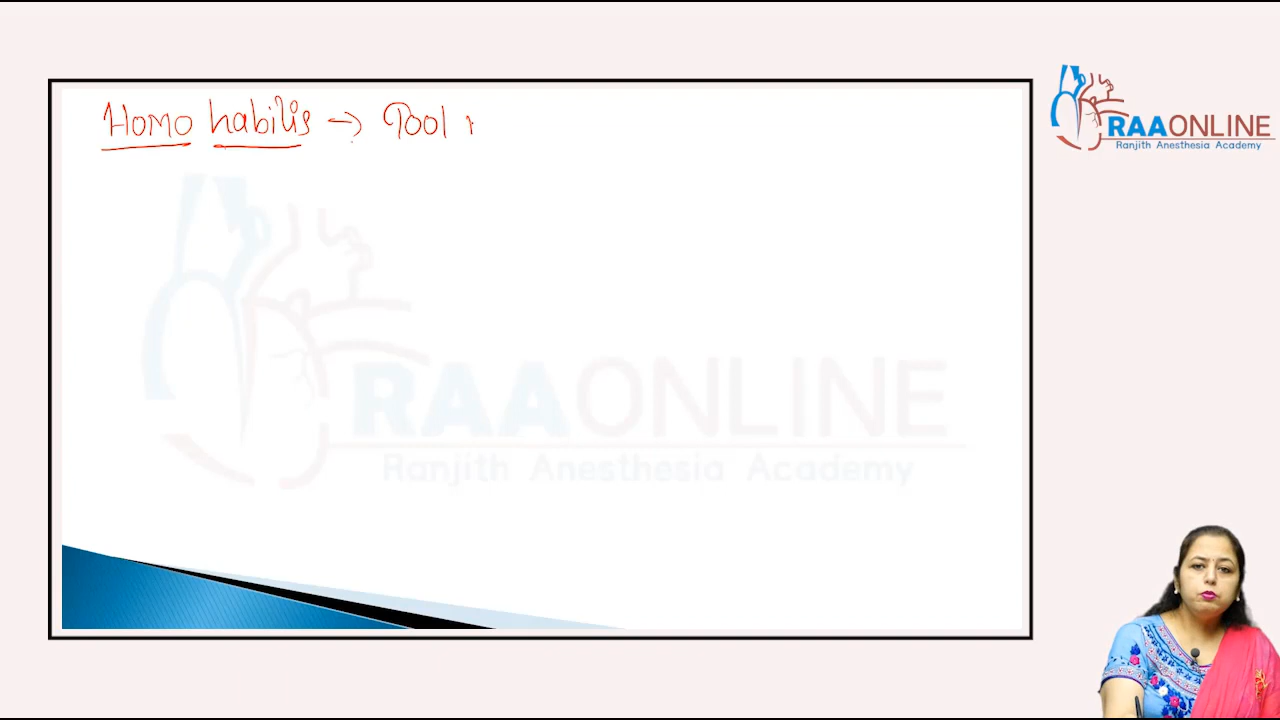 Homo habilis → Tool
RAAONLINE
Ranjith Anesthesia Academy
RAAONLINE
Ranjith Anesthesia Academy